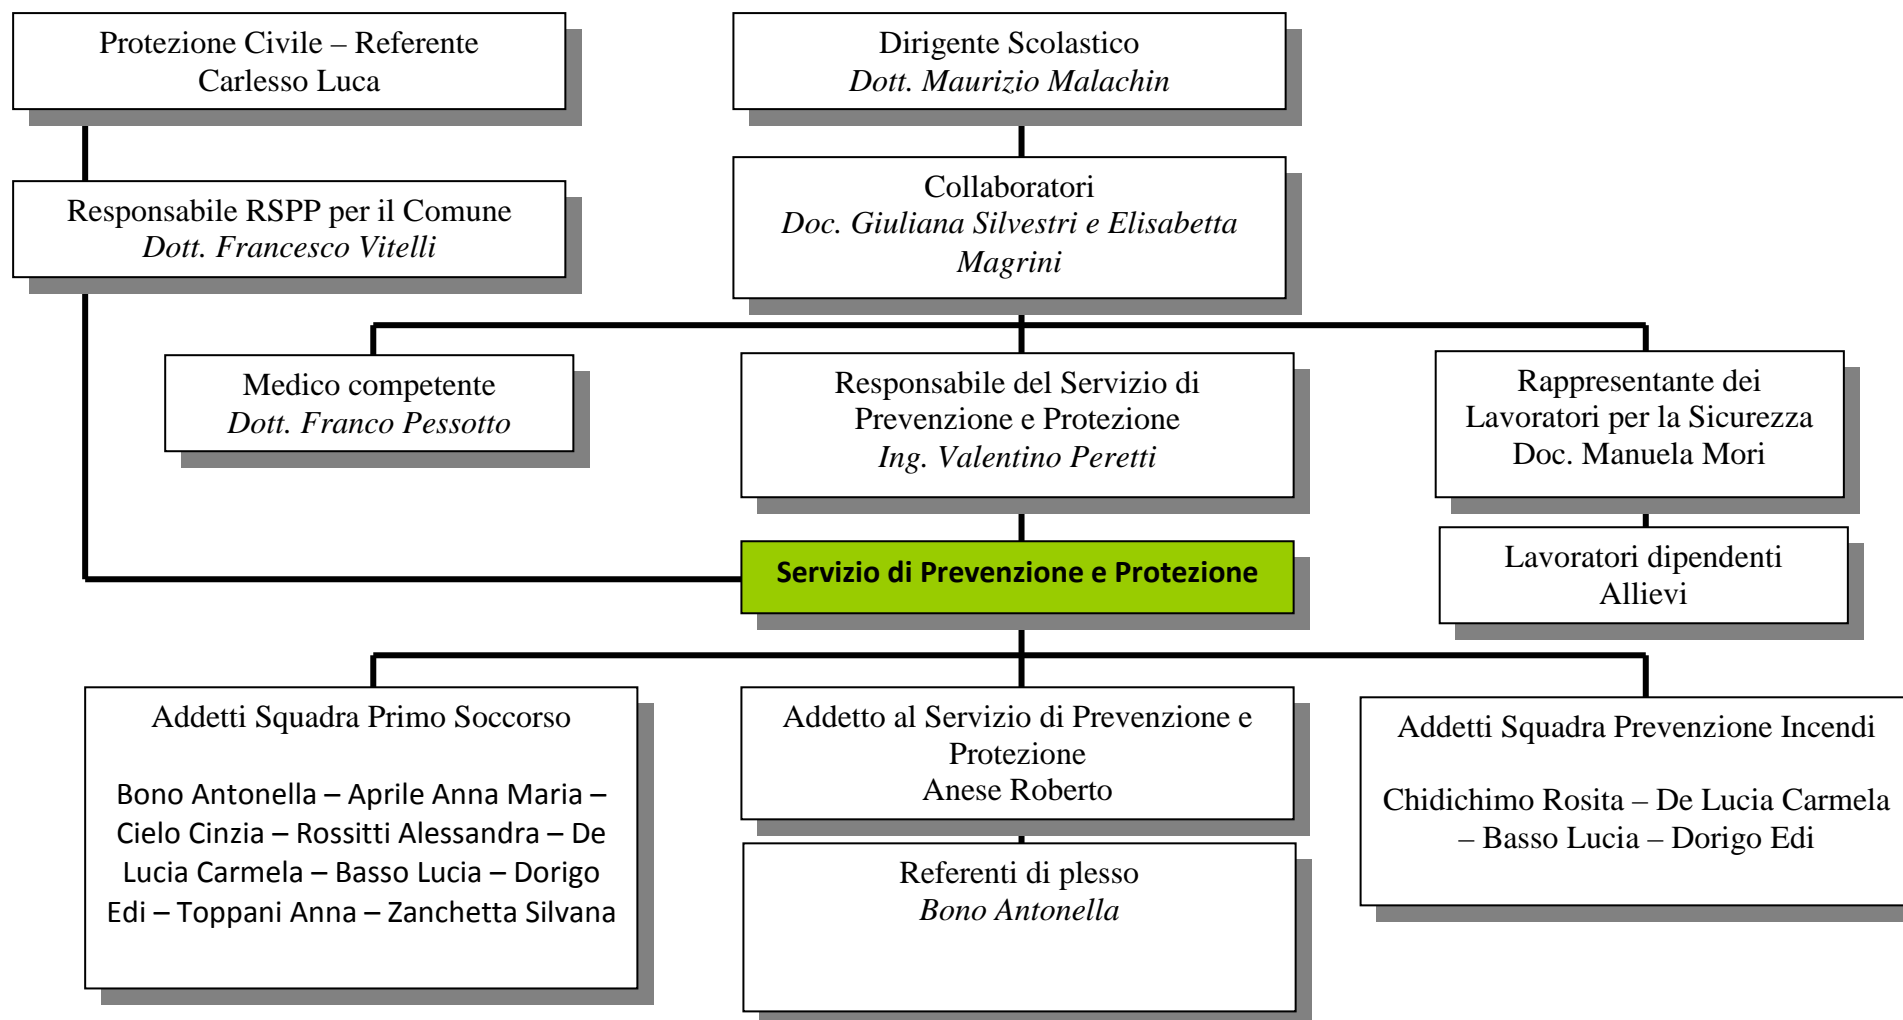 Protezione Civile – Referente
Carlesso Luca
Dirigente Scolastico
Dott. Maurizio Malachin
Responsabile RSPP per il Comune
Dott. Francesco Vitelli
Collaboratori
Doc. Giuliana Silvestri e Elisabetta
Magrini
Medico competente
Dott. Franco Pessotto
Responsabile del Servizio di
Prevenzione e Protezione
Ing. Valentino Peretti
Rappresentante dei
Lavoratori per la Sicurezza
Doc. Manuela Mori
Servizio di Prevenzione e Protezione
Lavoratori dipendenti
Allievi
Addetti Squadra Primo Soccorso
Bono Antonella – Aprile Anna Maria –
Cielo Cinzia – Rossitti Alessandra – De
Lucia Carmela – Basso Lucia – Dorigo
Edi – Toppani Anna – Zanchetta Silvana
Addetto al Servizio di Prevenzione e
Protezione
Anese Roberto
Referenti di plesso
Bono Antonella
Addetti Squadra Prevenzione Incendi
Chidichimo Rosita – De Lucia Carmela
– Basso Lucia – Dorigo Edi